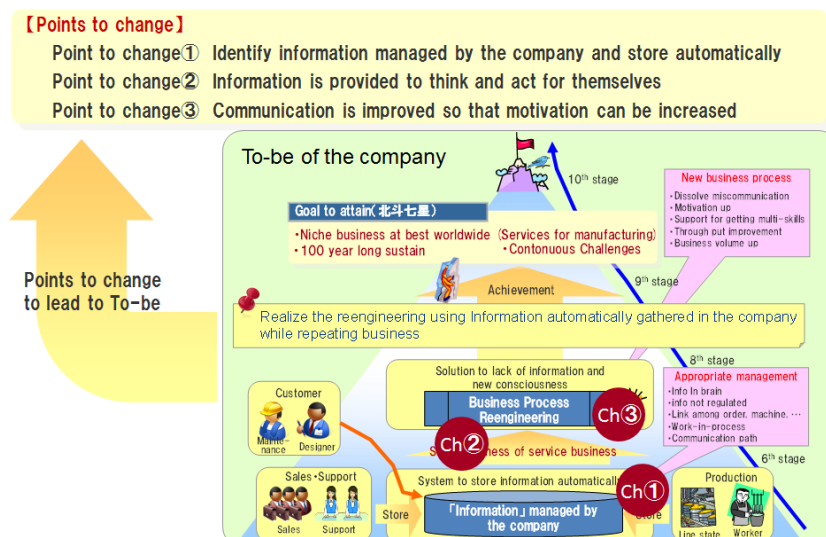 【Points to change】
Point to change① Identify information managed by the company and store automatically
Point to change② Information is provided to think and act for themselves
Point to change③ Communication is improved so that motivation can be increased
To-be of the company
10th stage
New business process
・Dissolve miscommunication
・Motivation up
・Support for getting multi-skills
・Through put improvement
・Business volume up
Goal to attain(北斗七星)
・Niche business at best worldwide (Services for manufacturing)
・100 year long sustain ・Contonuous Challenges
Points to change
to lead to To-be
Achievement
9th stage
Realize the reengineering using Information automatically gathered in the company
while repeating business
8th stage
Solution to lack of information and
new consciousness
Business Process
Reengineering
Ch③
Appropriate management
・Info In brain
・info not regulated
・Link among order, machine, …
・Work-in-process
・Communication path
Customer
Mainte-
nance
Designer
Ch②
of service business
6th stage
Sales・Support
Sales
Support
Store
System to store information automatically
「Information」managed by
the company
Ch①
Store
Production
Line state
Worker